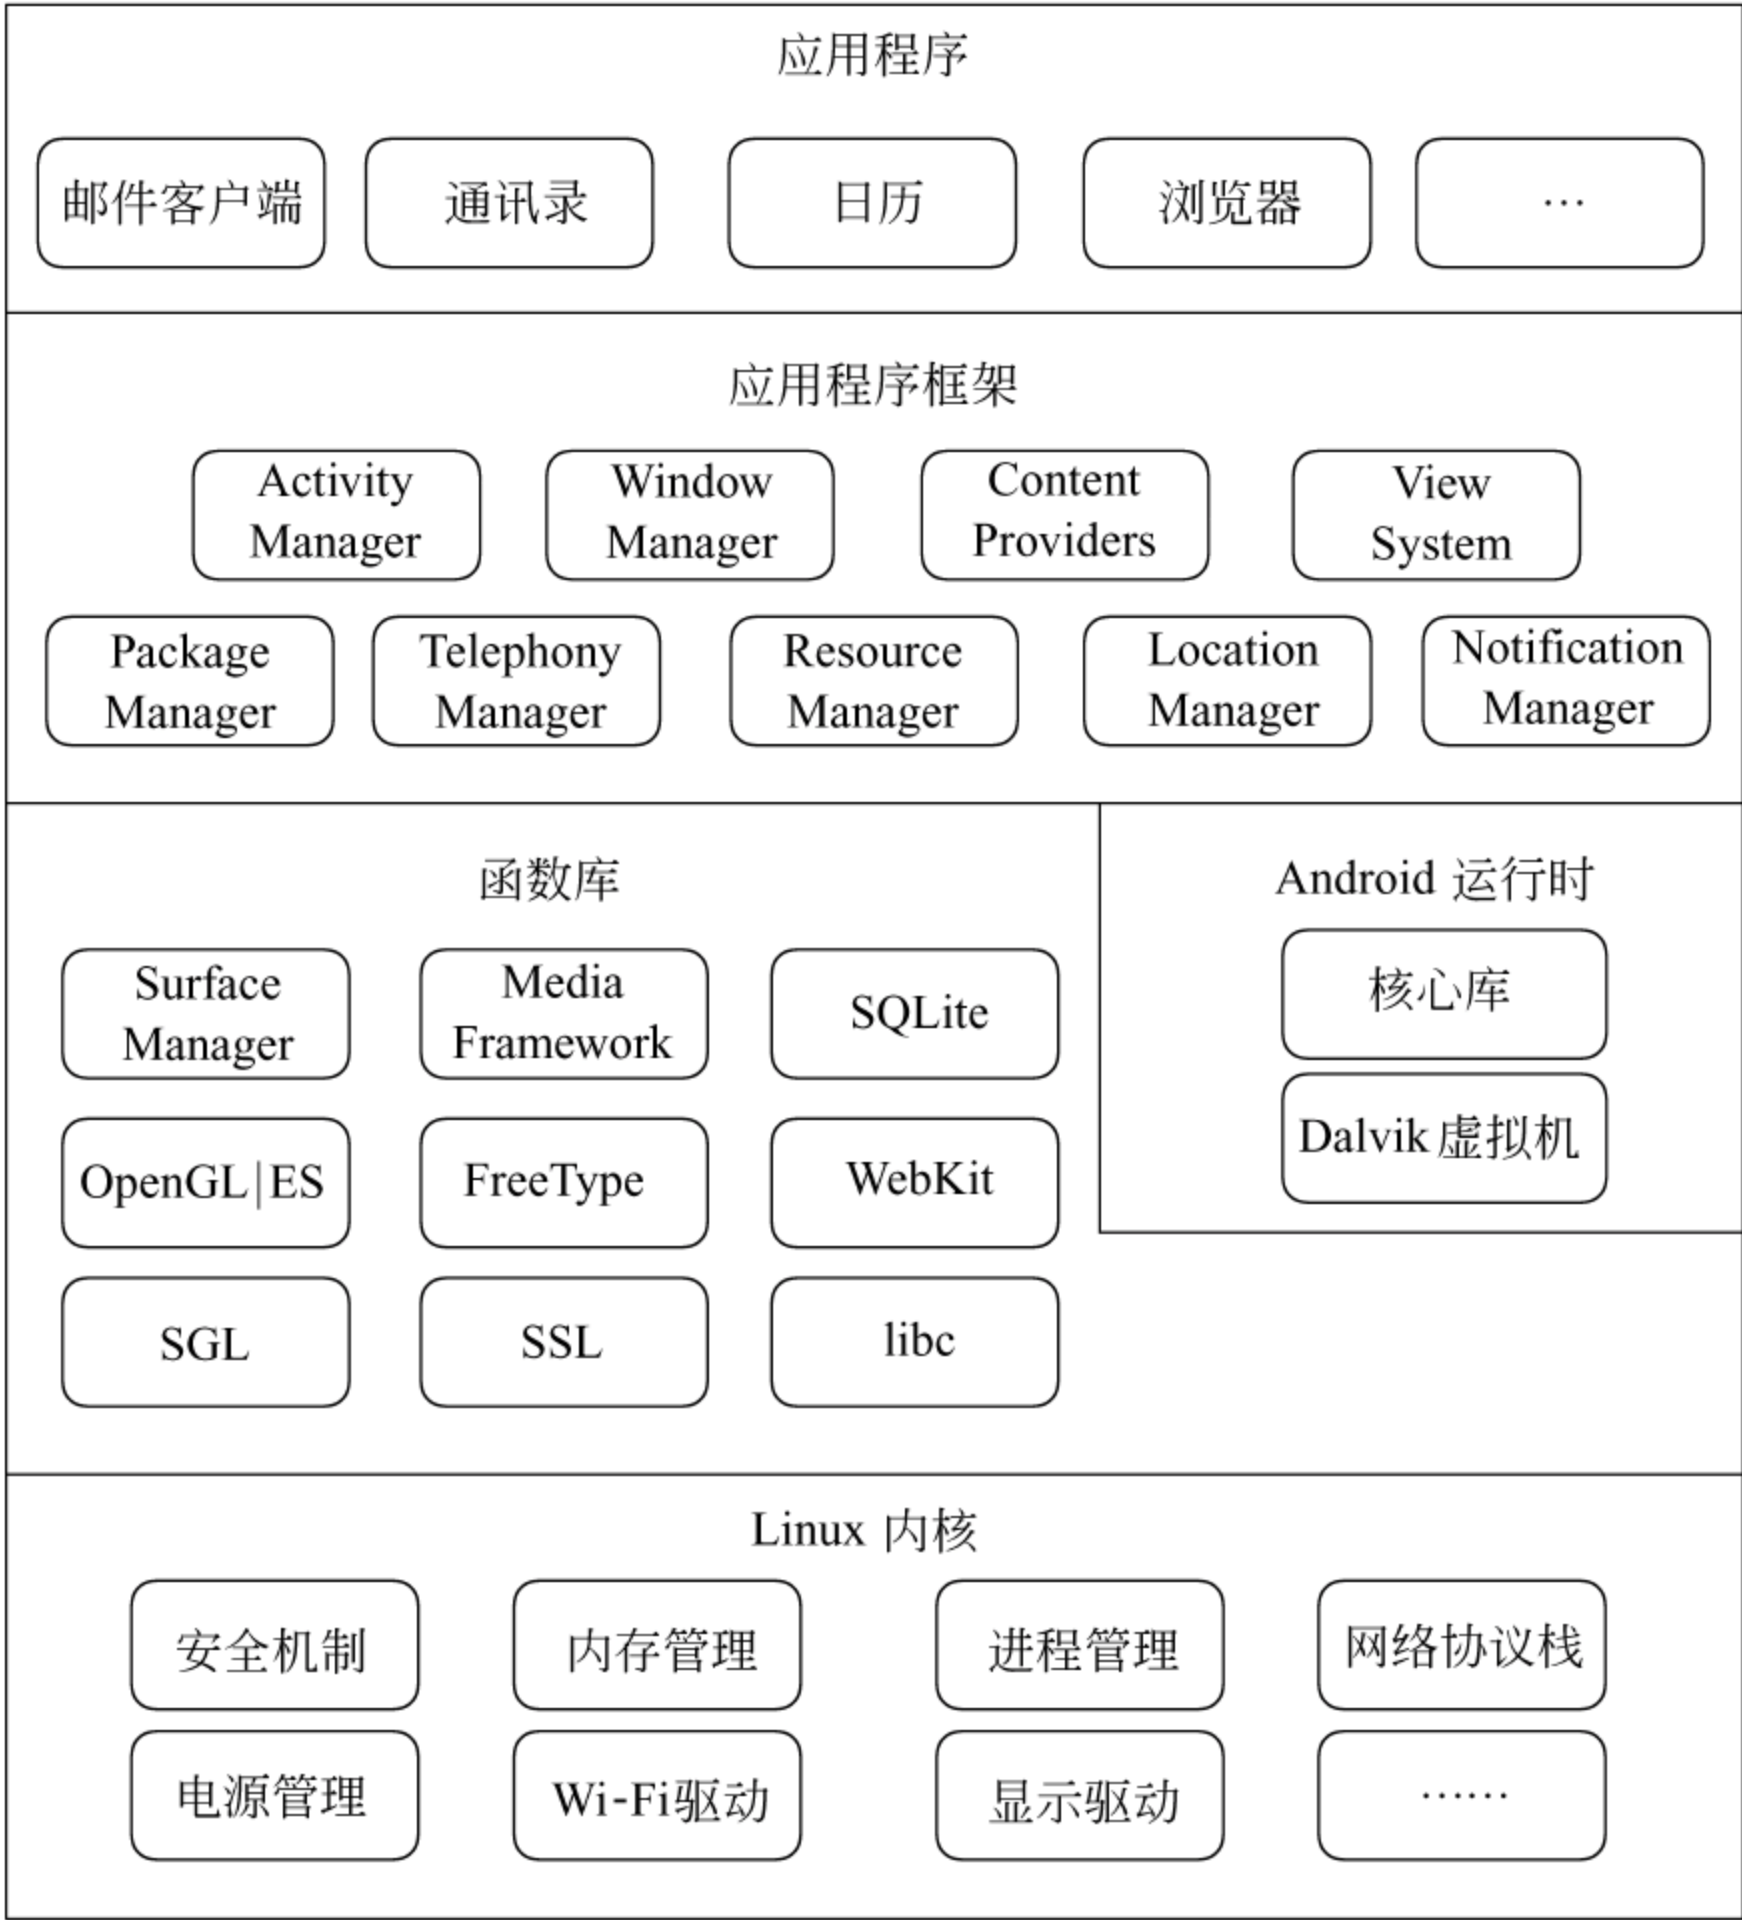 应用程序
邮件客户端
通讯录
日历
浏览器
…
应用程序框架
Activity
Manager
Window
Manager
Content
Providers
View
System
Package
Manager
Telephony
Manager
Resource
Manager
Location
Manager
Notification
Manager
函数库
Surface
Manager
Media
Framework
SQLite
OpenGL|ES
FreeType
WebKit
SGL
SSL
libc
Android 运行时
核心库
Dalvik虚拟机
Linux 内核
安全机制
内存管理
进程管理
网络协议栈
电源管理
Wi-Fi驱动
显示驱动
……